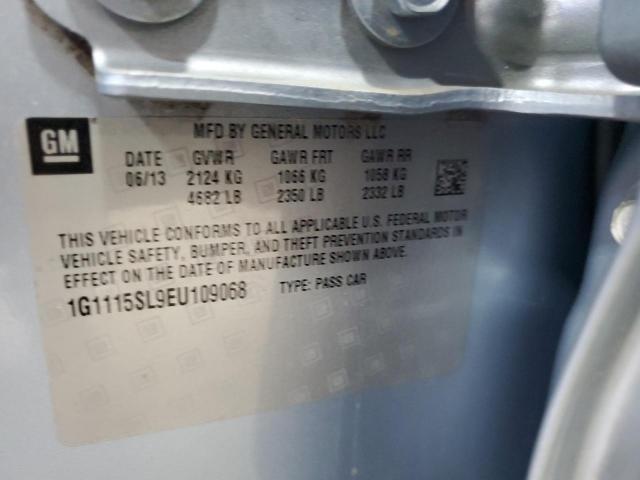 GM
MFD BY GENERAL MOTORS LLC
DATE GVWR GAWR FRT GAWR RR
06/13 2124 KG 1066 KG 1058 KG
4682 LB 2350 LB 2332 LB
THIS VEHICLE CONFORMS TO ALL APPLICABLE U.S. FEDERAL MOTOR
VEHICLE SAFETY, BUMPER, AND THEFT PREVENTION STANDARDS IN
EFFECT ON THE DATE OF MANUFACTURE SHOWN ABOVE.
1G1115SL9EU109068 TYPE: PASS CAR